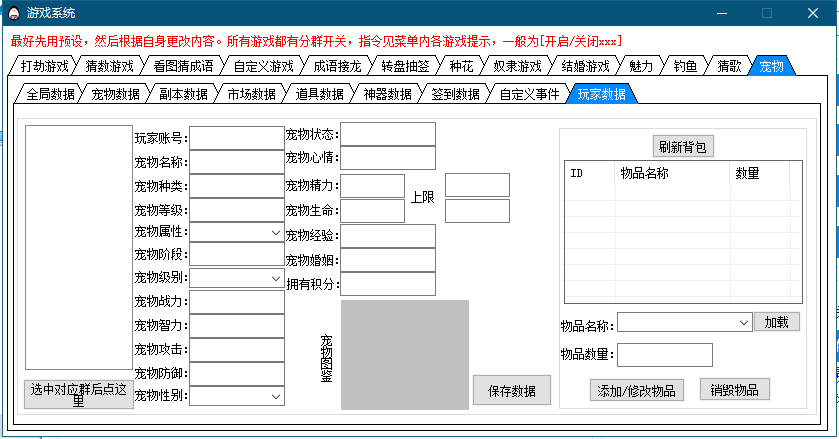 游戏系统
最好先用预设，然后根据自身更改内容。所有游戏都有分群开关，指令见菜单内各游戏提示，一般为[开启/关闭xxx]
打劫游戏 猜数游戏 看图猜成语 自定义游戏 成语接龙 转盘抽签 种花 奴隶游戏 结婚游戏 魅力 钓鱼 猜歌 宠物
全局数据 宠物数据 副本数据 市场数据 道具数据 神器数据 签到数据 自定义事件 玩家数据
玩家账号:
宠物名称:
宠物种类:
宠物等级:
宠物属性:
宠物阶段:
宠物级别:
宠物战力:
宠物智力:
宠物攻击:
宠物防御:
宠物性别:
选中对应群后点这
里
宠物状态:
宠物心情:
宠物精力:
上限
宠物生命:
宠物经验:
宠物婚姻:
拥有积分:
宠物图鉴
保存数据
刷新背包
ID 物品名称 数量
物品名称: 加载
物品数量:
添加/修改物品 销毁物品